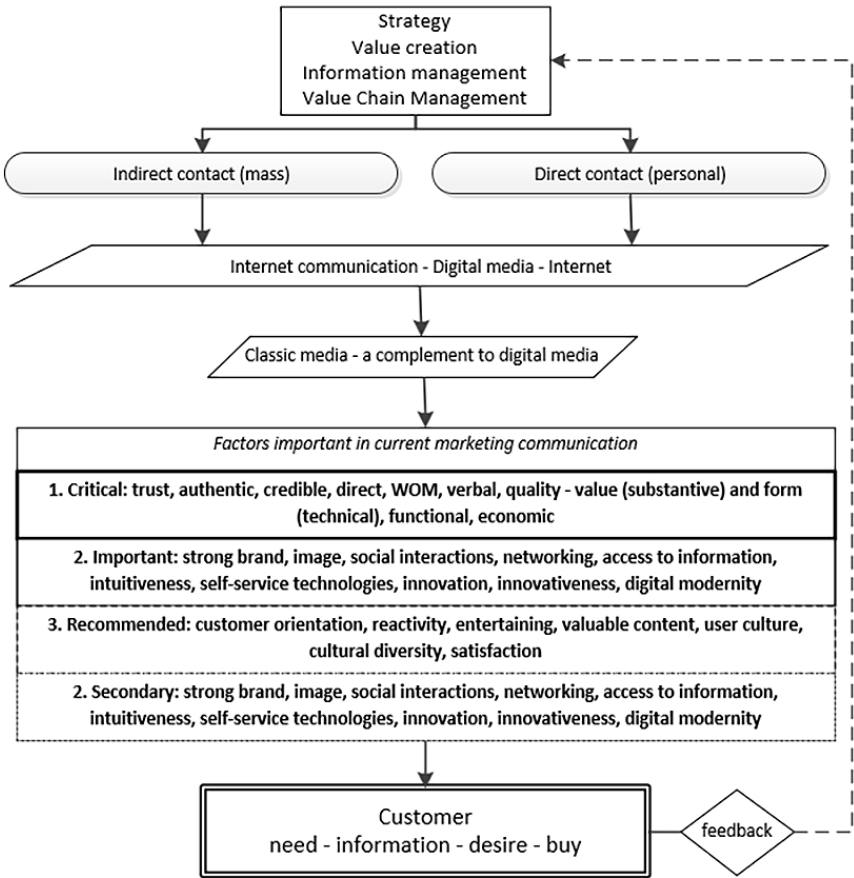 Strategy
Value creation
Information management
Value Chain Management
Indirect contact (mass)
Direct contact (personal)
Internet communication - Digital media - Internet
Classic media - a complement to digital media
Factors important in current marketing communication
1. Critical: trust, authentic, credible, direct, WOM, verbal, quality - value (substantive) and form
(technical), functional, economic
2. Important: strong brand, image, social interactions, networking, access to information,
intuitiveness, self-service technologies, innovation, innovativeness, digital modernity
3. Recommended: customer orientation, reactivity, entertaining, valuable content, user culture,
cultural diversity, satisfaction
2. Secondary: strong brand, image, social interactions, networking, access to information,
intuitiveness, self-service technologies, innovation, innovativeness, digital modernity
Customer
need - information - desire - buy
feedback